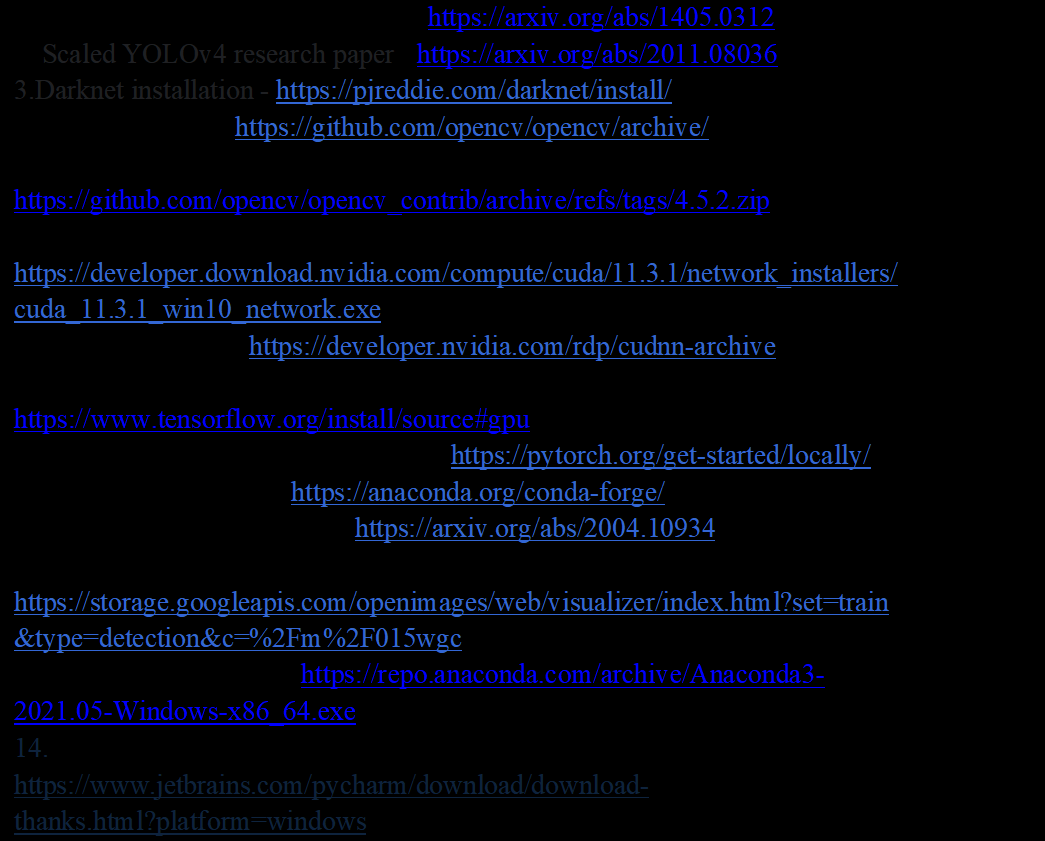 https://arxiv.org/abs/1405.0312
Scaled YOLOv4 research paper https://arxiv.org/abs/2011.08036
3.Darknet installation - https://pjreddie.com/darknet/install/
https://github.com/opencv/opencv/archive/
https://github.com/opencv/opencv_contrib/archive/refs/tags/4.5.2.zip
https://developer.download.nvidia.com/compute/cuda/11.3.1/network_installers/
cuda_11.3.1_win10_network.exe
https://developer.nvidia.com/rdp/cudnn-archive
https://www.tensorflow.org/install/source#gpu
https://pytorch.org/get-started/locally/
https://anaconda.org/conda-forge/
https://arxiv.org/abs/2004.10934
https://storage.googleapis.com/openimages/web/visualizer/index.html?set=train
&type=detection&c=%2Fm%2F015wgc
https://repo.anaconda.com/archive/Anaconda3-
2021.05-Windows-x86_64.exe
14.
https://www.jetbrains.com/pycharm/download/download-
thanks.html?platform=windows